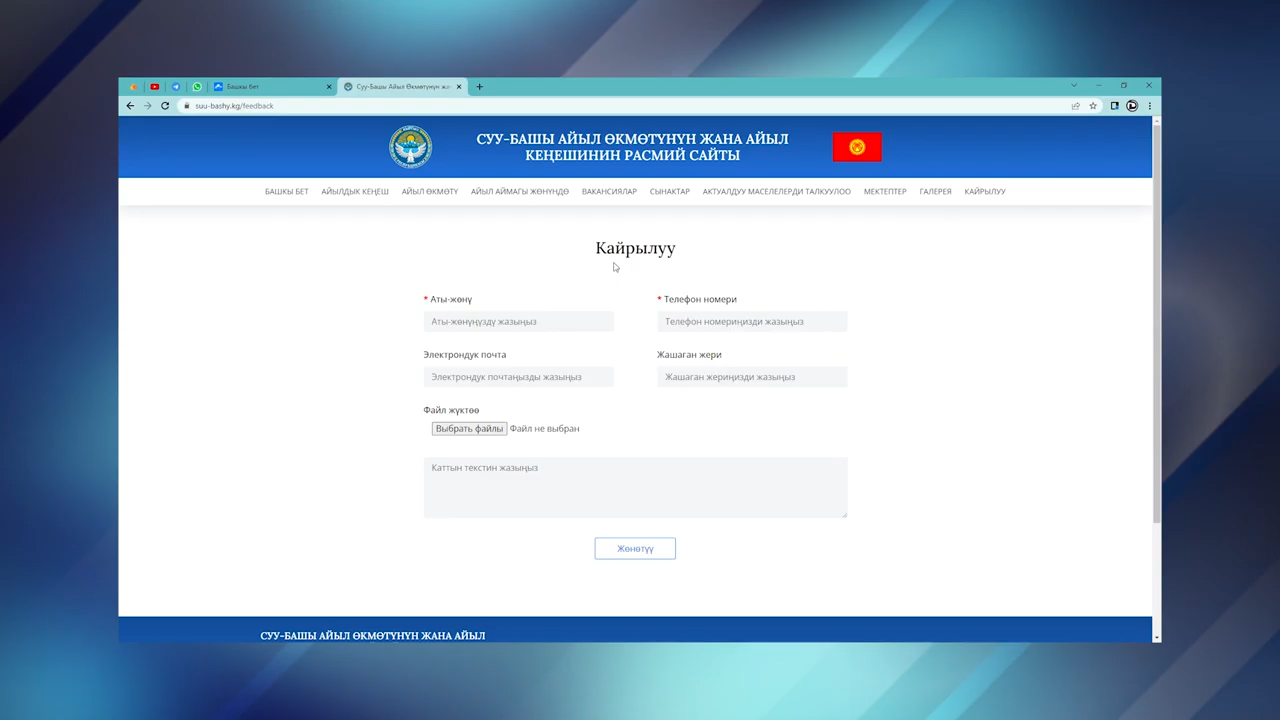 Башкы бет
Суу-Башы Айыл Өкмөтүнүн жа
suu-bashy.kg/feedback
СУУ-БАШЫ АЙЫЛ ӨКМӨТҮНҮН ЖАНА АЙЫЛ
КЕҢЕШИНИН РАСМИЙ САЙТЫ
БАШКЫ БЕТ АЙЫЛДЫК КЕҢЕШ АЙЫЛ ӨКМӨТҮ АЙЫЛ АЙМАГЫ ЖӨНҮНДӨ ВАКАНСИЯЛАР СЫНАКТАР АКТУАЛДУУ МАСЕЛЕЛЕРДИ ТАЛКУУЛОО МЕКТЕПТЕР ГАЛЕРЕЯ КАЙРЫЛУУ
Кайрылуу
* Аты-жөнү
* Телефон номери
Аты-жөнүңүздү жазыңыз
Телефон номериңизди жазыңыз
Электрондук почта
Жашаган жери
Электрондук почтаңызды жазыңыз
Жашаган жериңизди жазыңыз
Файл жүктөө
Выбрать файлы Файл не выбран
Каттын текстин жазыңыз
Жөнөтүү
СУУ-БАШЫ АЙЫЛ ӨКМӨТҮНҮН ЖАНА АЙЫЛ